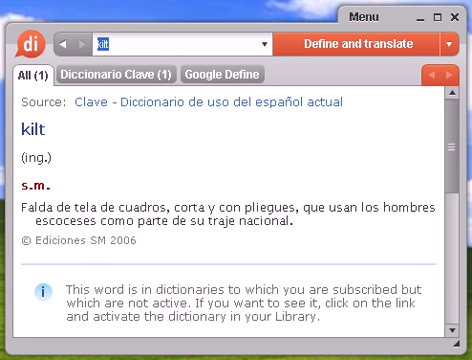 Menu
di
kilt
Define and translate
All (1)
Diccionario Clave (1)
Google Define
Source: Clave - Diccionario de uso del español actual
kilt
(ing.)
s.m.
Falda de tela de cuadros, corta y con pliegues, que usan los hombres
escoceses como parte de su traje nacional.
© Ediciones SM 2006
i
This word is in dictionaries to which you are subscribed but
which are not active. If you want to see it, click on the link
and activate the dictionary in your Library.